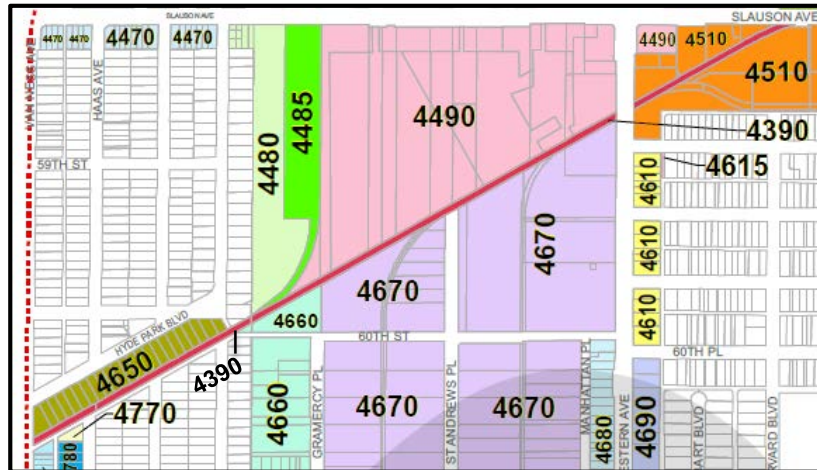 SLAUSON AVE
SLAUSON AVE
4470
4470
4470
4470
4490
4510
4510
HAAS AVE
4485
4490
4480
4390
59TH ST
4615
4610
4610
4610
4670
4670
4660
HYDE PARK BLVD
60TH ST
60TH PL
4650
4390
4770
4660
GRAMERCY PL
4670
ST ANDREWS PL
4670
MANHATTAN PL
4680
4690
780